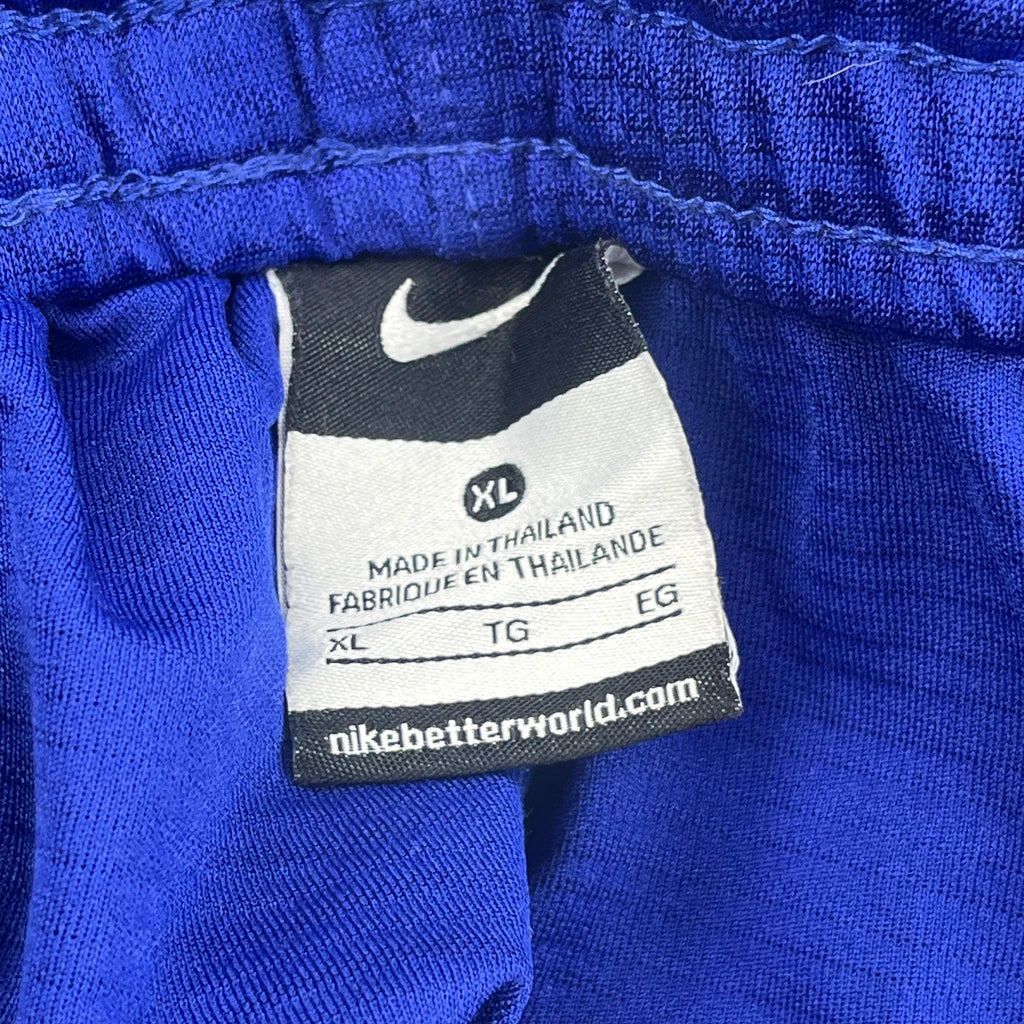 XL
MADE IN THAILAND
FABRIQUE EN THAILANDE
XL TG EG
nikebetterworld.com